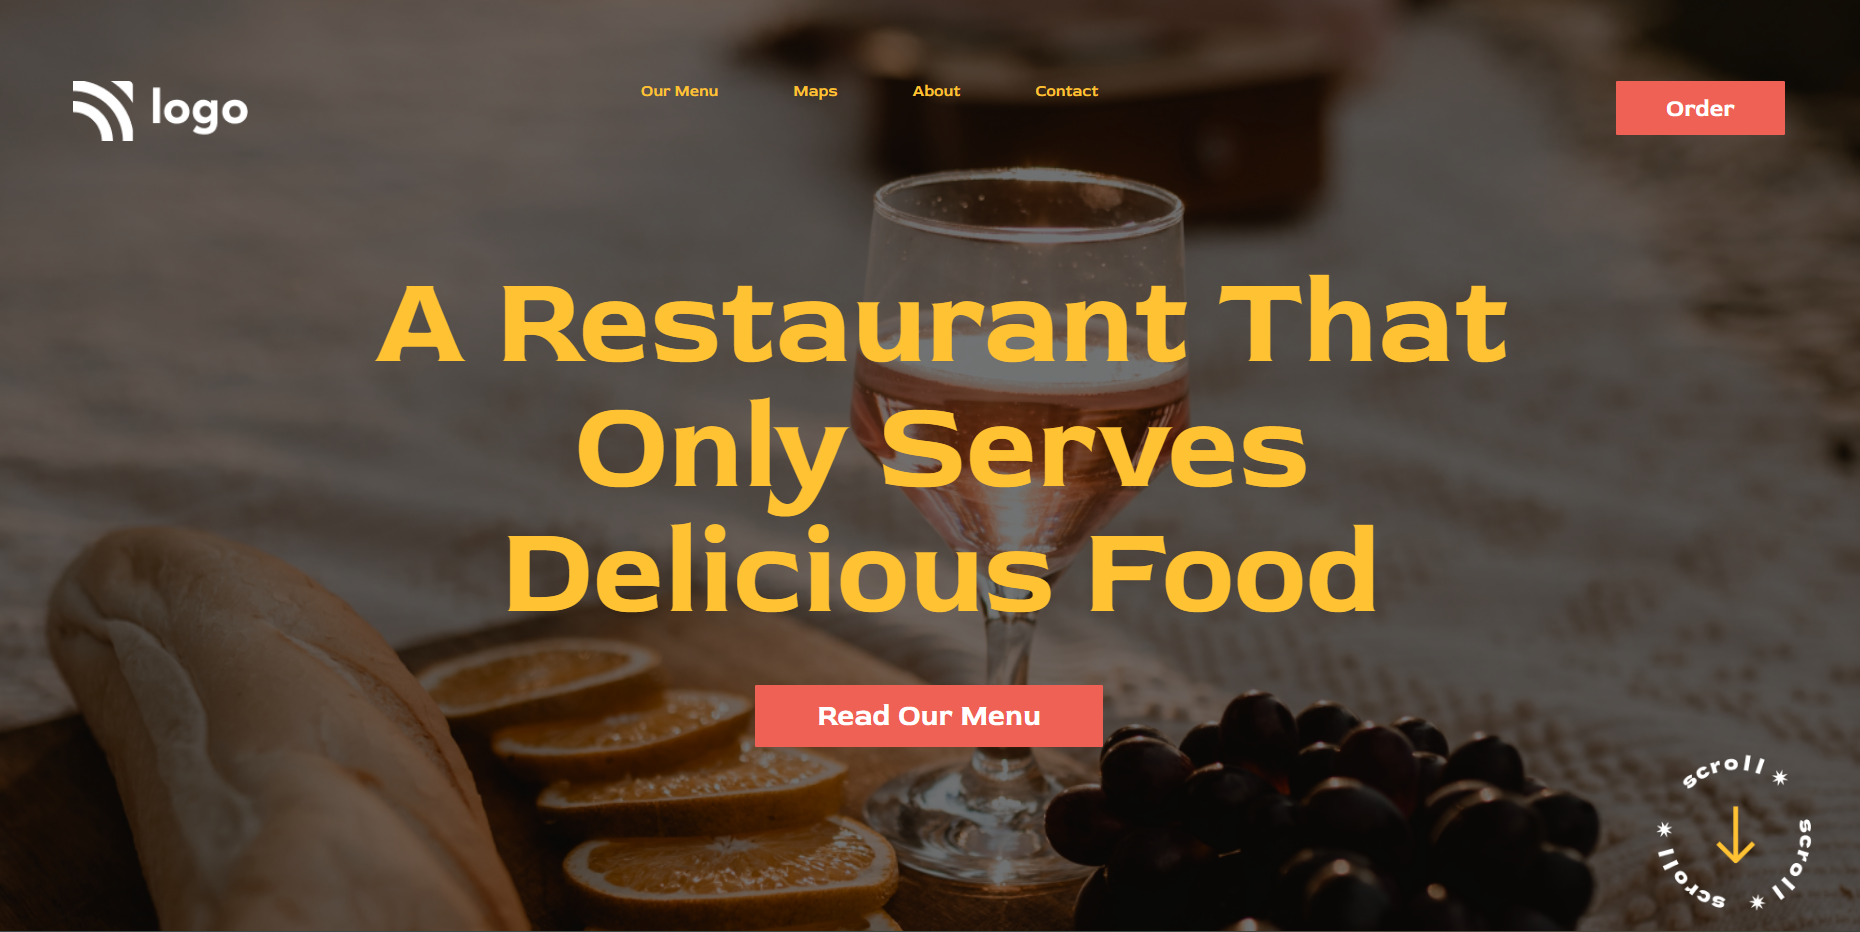 logo
Our Menu
Maps
About
Contact
Order
A Restaurant That
Only Serves
Delicious Food
Read Our Menu
scroll
scroll
scroll